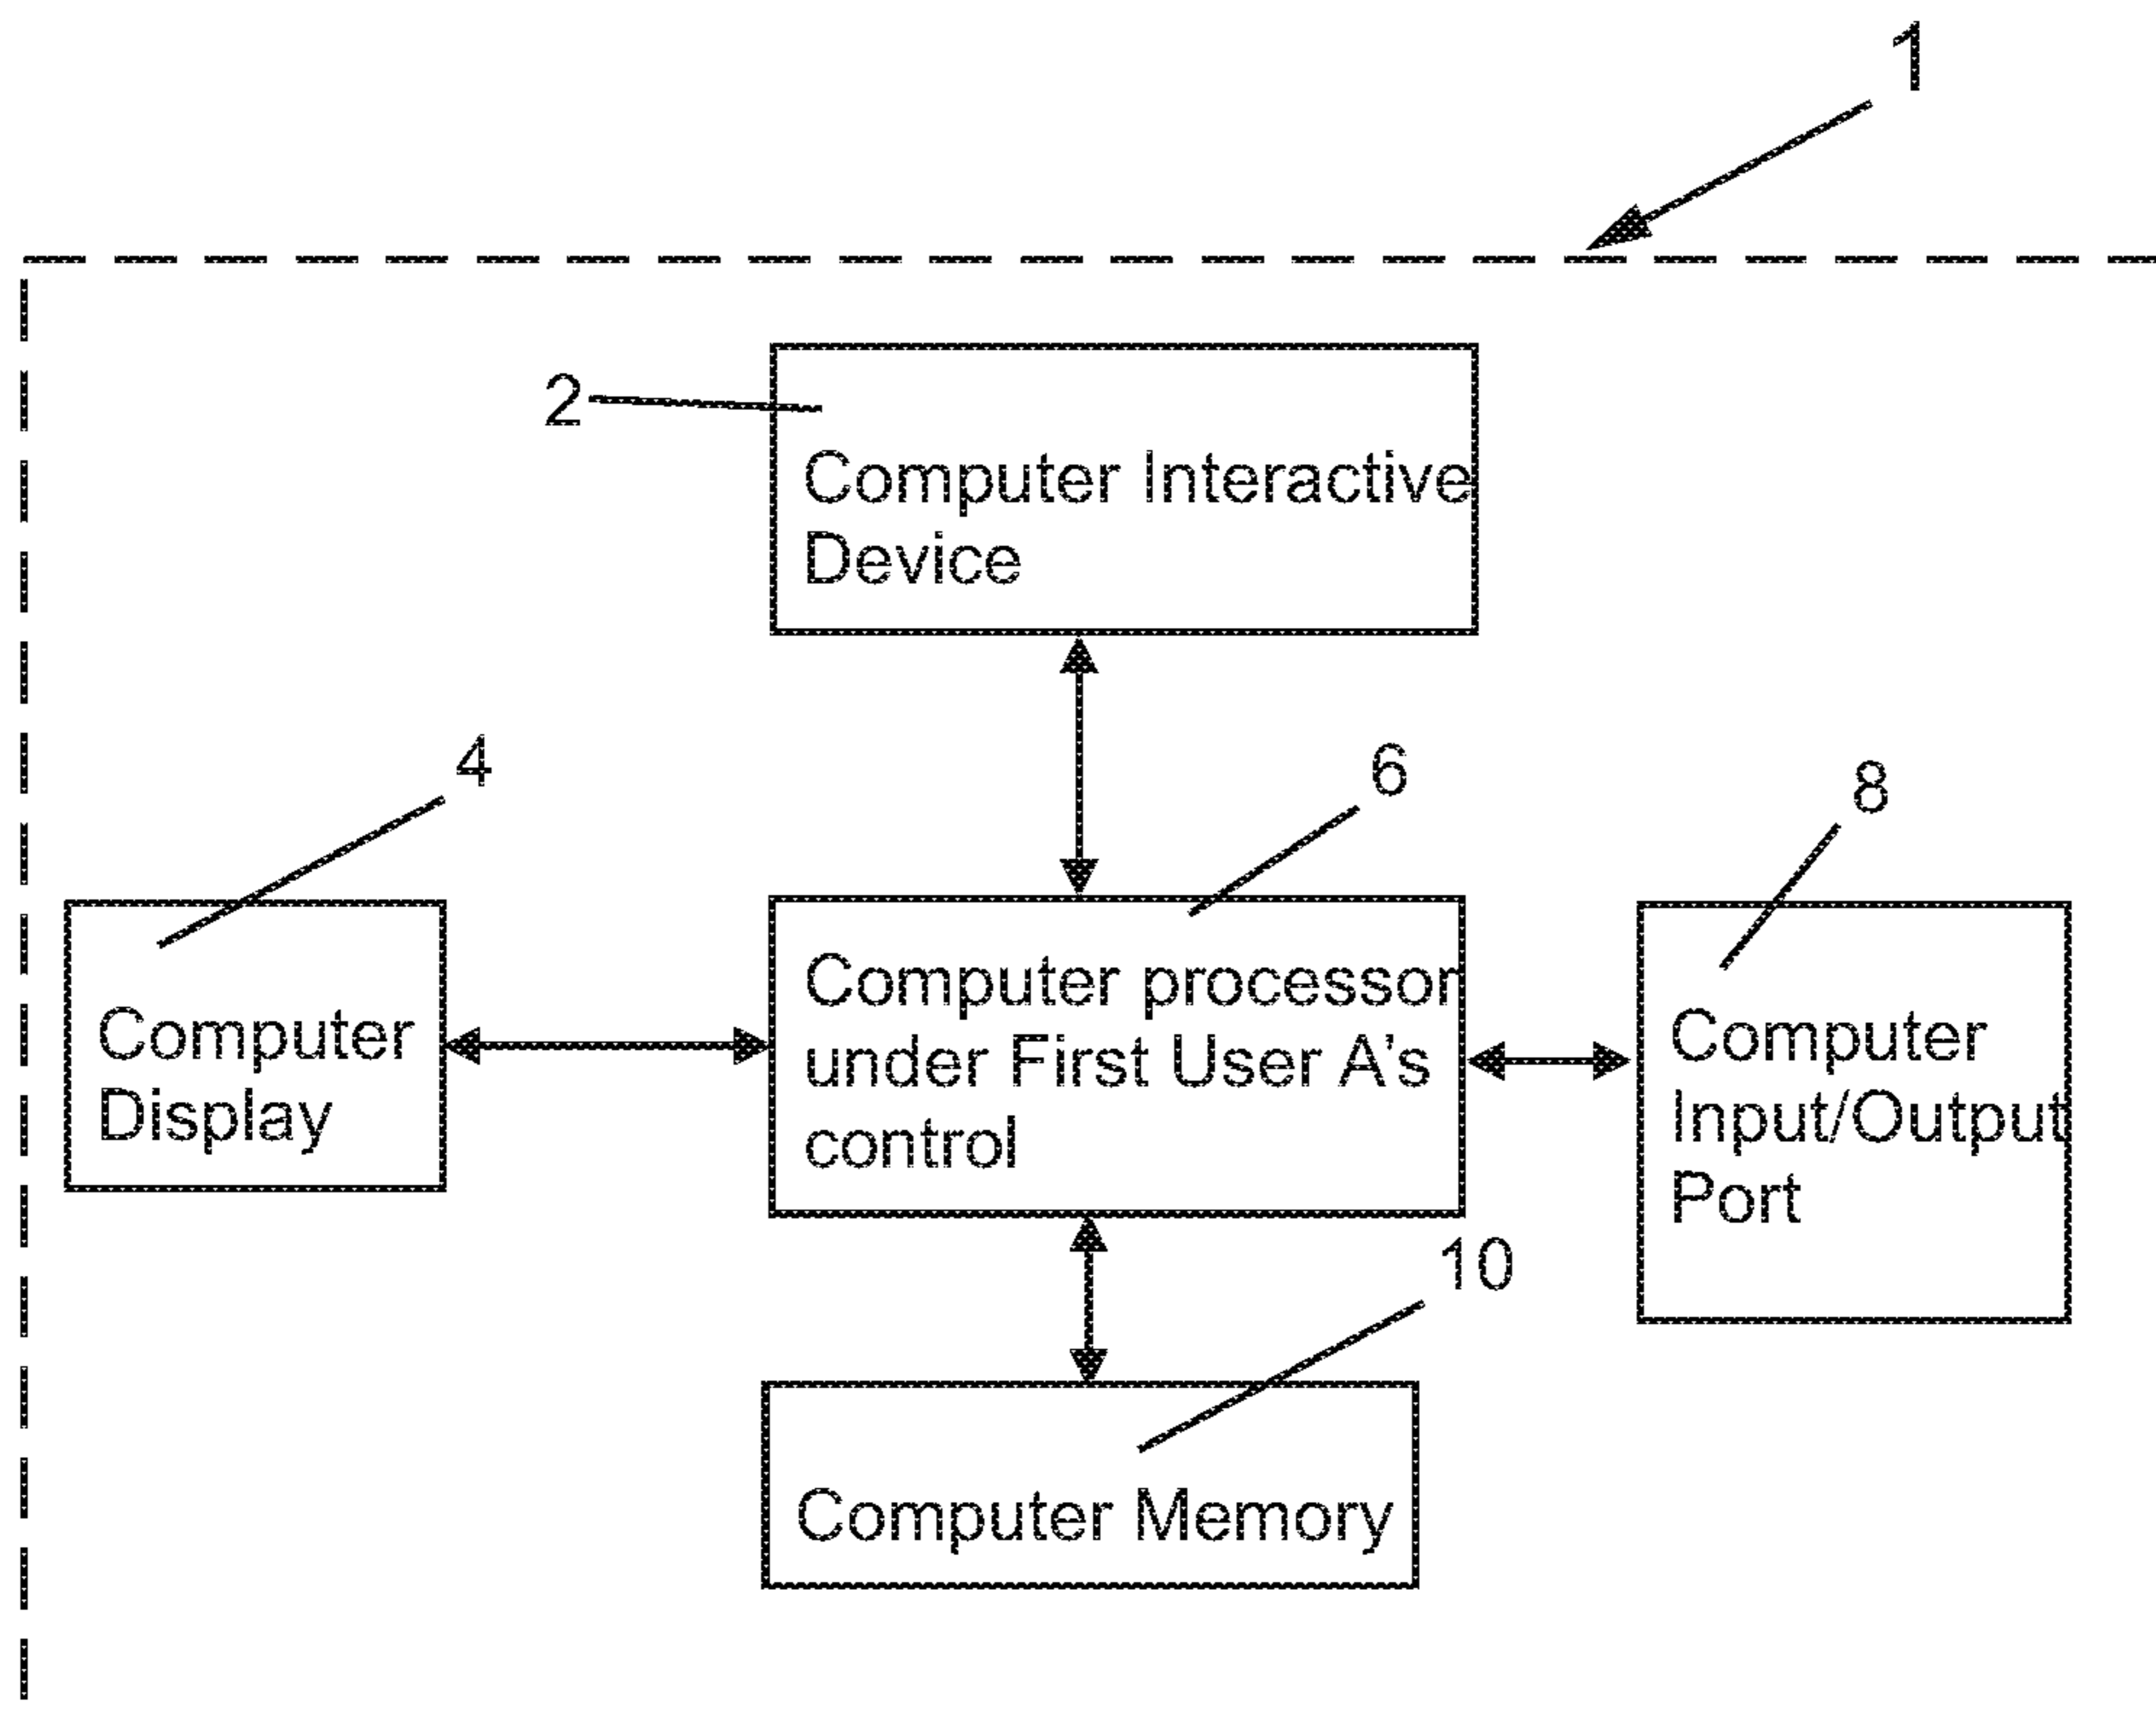 1
2
Computer Interactive
Device
4
6
8
Computer
Display
Computer processor
under First User A's
control
Computer
Input/Output
Port
10
Computer Memory